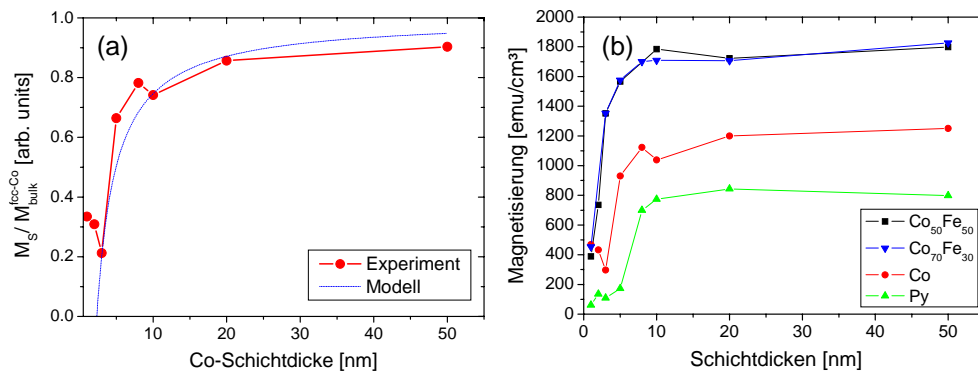 (a)
M_S / M^fcc-Co_bulk [arb. units]
1.0
0.8
0.6
0.4
0.2
0.0
0 10 20 30 40 50
Co-Schichtdicke [nm]
Experiment
Modell
(b)
Magnetisierung [emu/cm³]
2000
1800
1600
1400
1200
1000
800
600
400
200
0
0 10 20 30 40 50
Schichtdicken [nm]
Co₅₀Fe₅₀
Co₇₀Fe₃₀
Co
Py